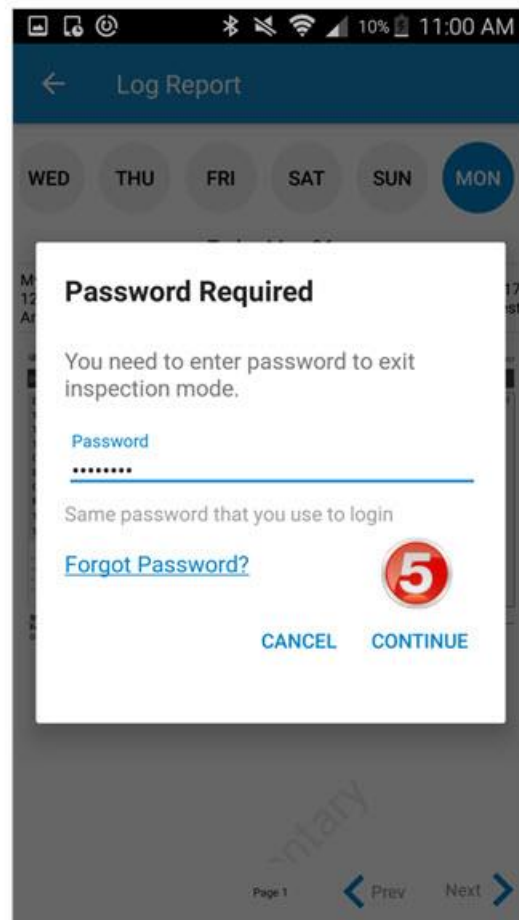 10% 11:00 AM
Log Report
WED THU FRI SAT SUN MON
Password Required
You need to enter password to exit
inspection mode.
Password
••••••••
Same password that you use to login
Forgot Password?
5
CANCEL CONTINUE
Page 1 Prev Next